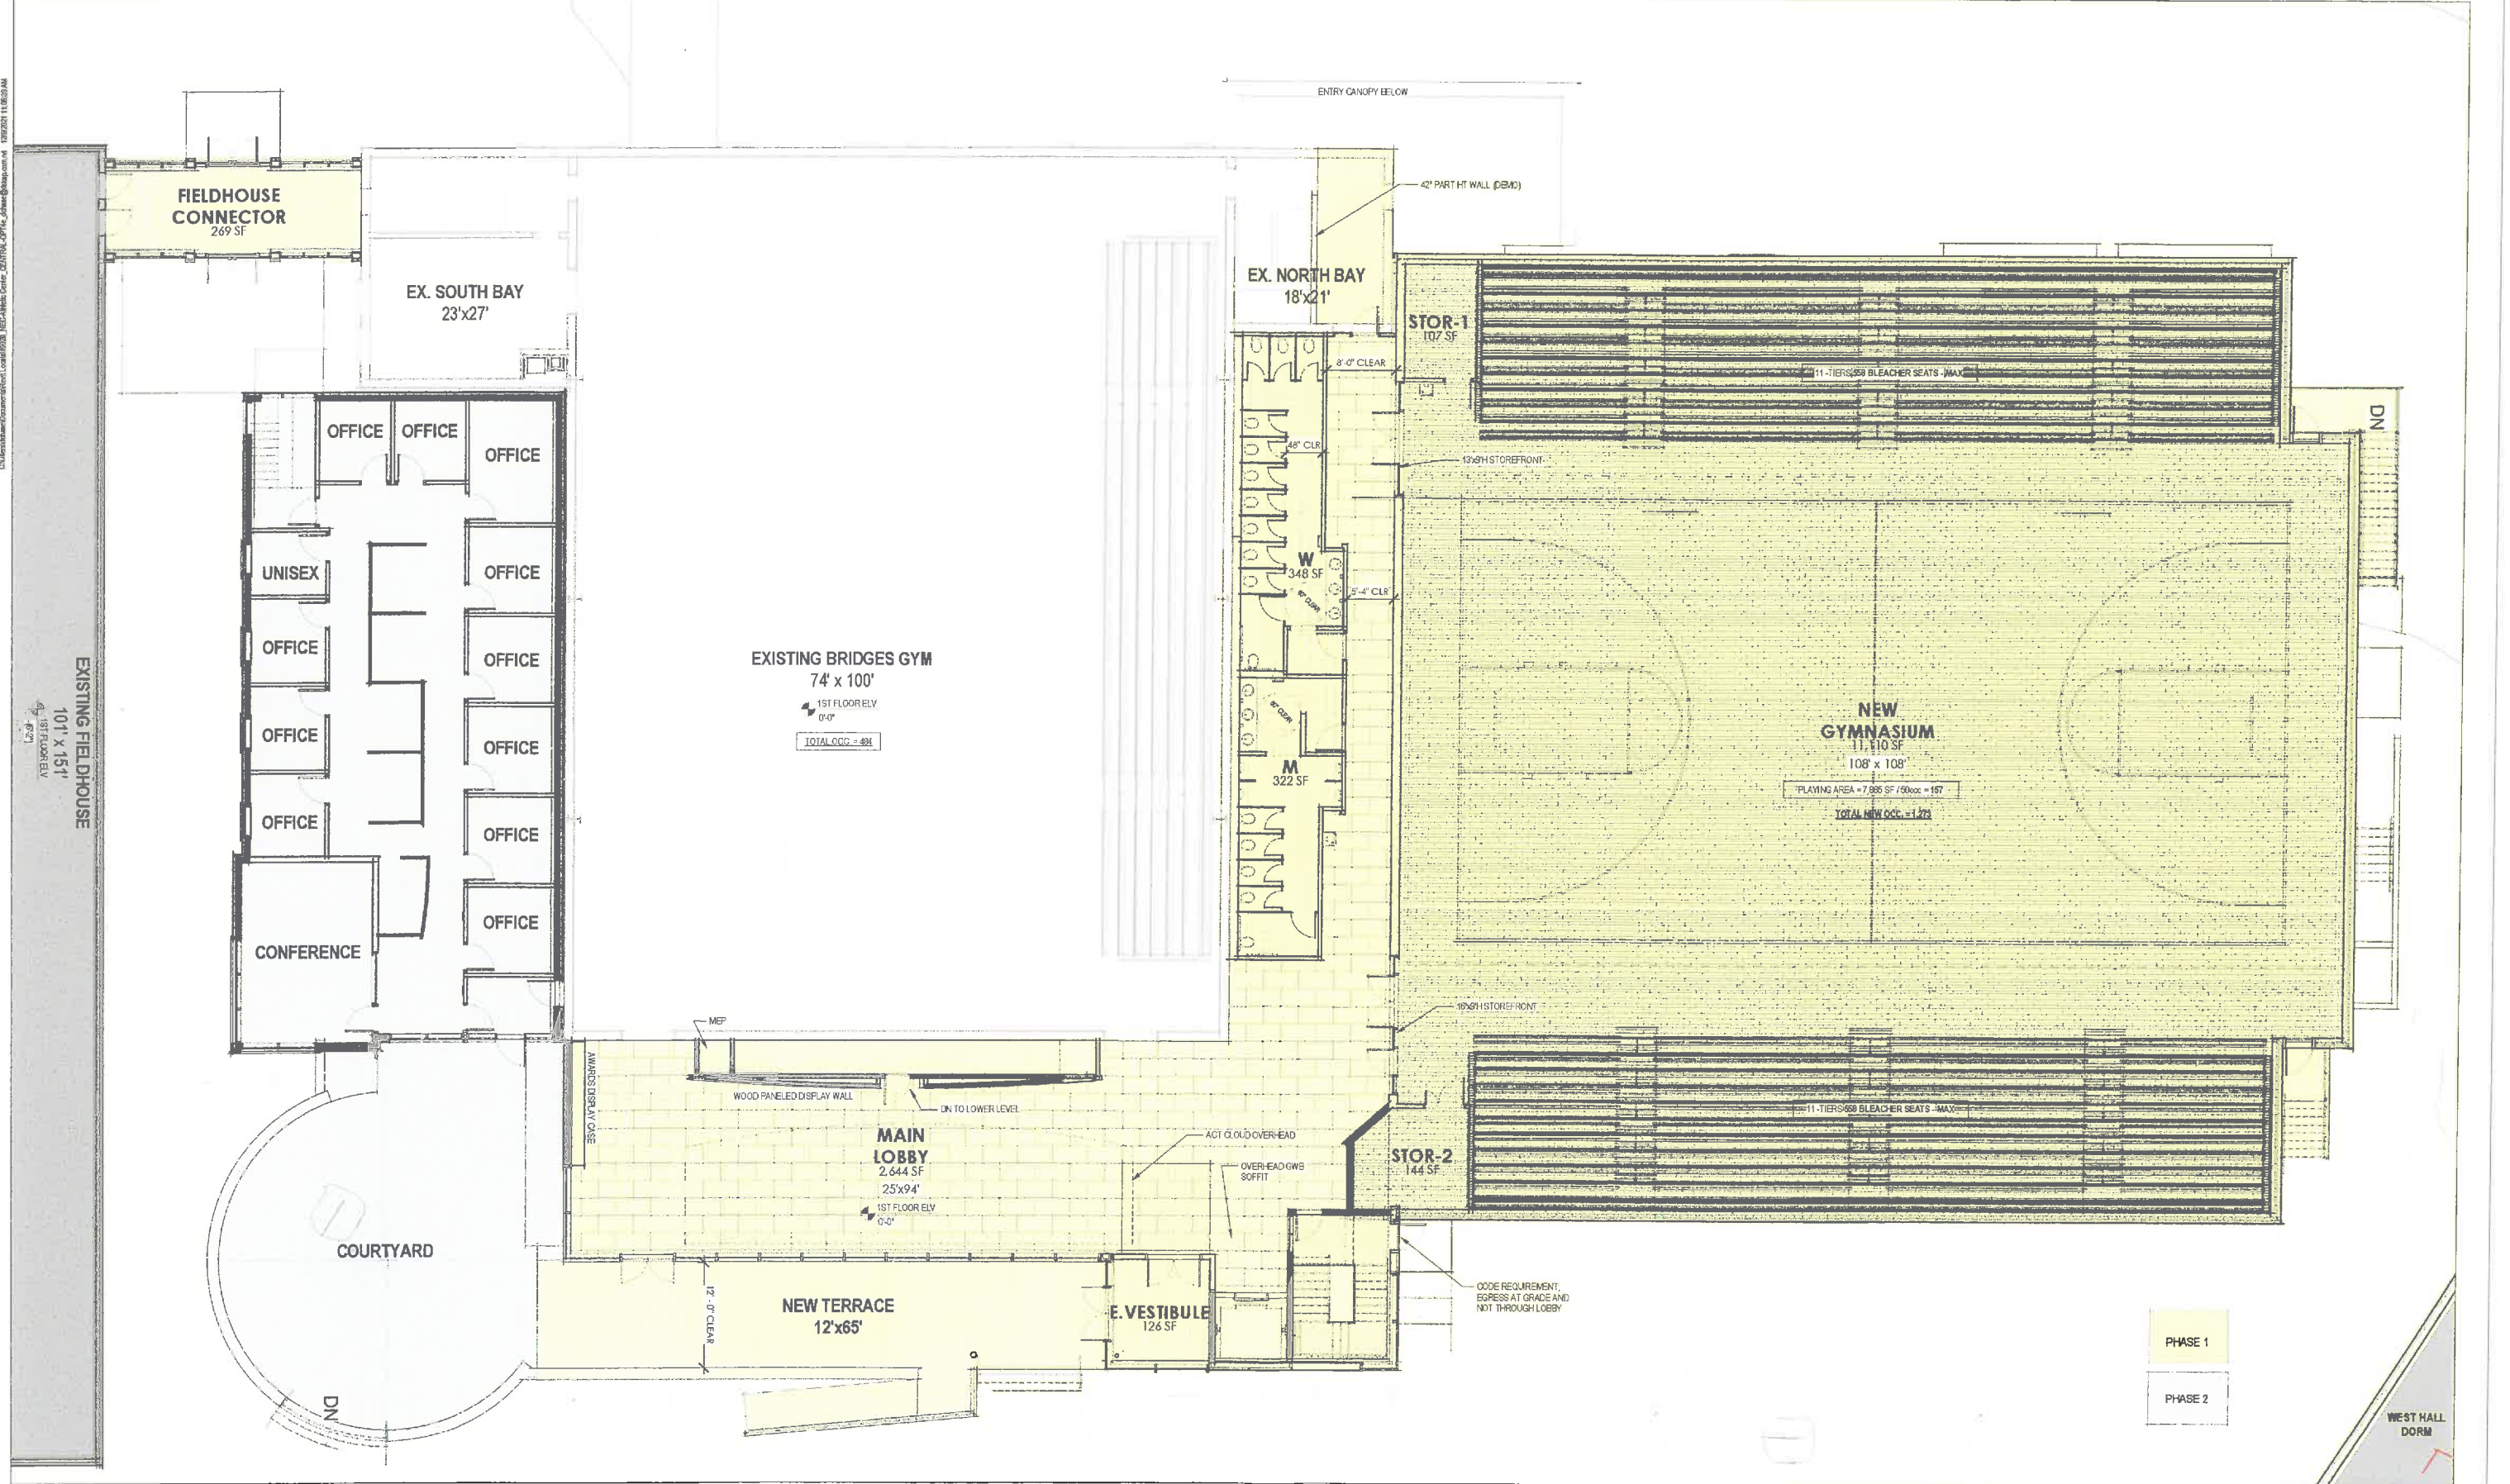 ENTRY CANOPY BELOW
42" PART HT WALL (DEMO)
FIELDHOUSE
CONNECTOR
269 SF
EX. SOUTH BAY
23'x27'
EX. NORTH BAY
18'x21'
STOR-1
107 SF
8'-0" CLEAR
11 -TIERS 558 BLEACHER SEATS - MAX
DN
OFFICE
OFFICE
OFFICE
48" CLR
13'x9'H STOREFRONT
UNISEX
OFFICE
W
348 SF
60" CLEAR
5'-4" CLR
OFFICE
OFFICE
EXISTING BRIDGES GYM
74' x 100'
1ST FLOOR ELV
0'-0"
TOTAL OCC. = 484
EXISTING FIELDHOUSE
101' x 151'
1ST FLOOR ELV
OFFICE
OFFICE
60" CLEAR
M
322 SF
NEW
GYMNASIUM
11,110 SF
108' x 108'
TOTAL NEW OCC. = 1,273
OFFICE
OFFICE
OFFICE
CONFERENCE
16'x9'H STOREFRONT
MEP
AWARDS DISPLAY CASE
WOOD PANELED DISPLAY WALL
DN TO LOWER LEVEL
11 -TIERS 558 BLEACHER SEATS - MAX
MAIN
LOBBY
2,644 SF
25'x94'
1ST FLOOR ELV
0'-0"
ACT CLOUD OVERHEAD
OVERHEAD GWB
SOFFIT
STOR-2
144 SF
COURTYARD
DN
NEW TERRACE
12'x65'
12' - 0" CLEAR
E.VESTIBULE
126 SF
CODE REQUIREMENT,
EGRESS AT GRADE AND
NOT THROUGH LOBBY
PHASE 1
PHASE 2
WEST HALL
DORM